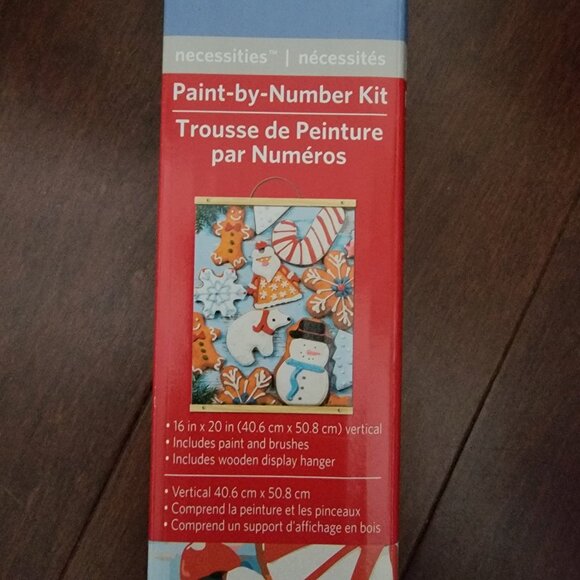 necessities™ | nécessités
Paint-by-Number Kit
Trousse de Peinture
par Numéros
• 16 in x 20 in (40.6 cm x 50.8 cm) vertical
• Includes paint and brushes
• Includes wooden display hanger
• Vertical 40.6 cm x 50.8 cm
• Comprend la peinture et les pinceaux
• Comprend un support d'affichage en bois